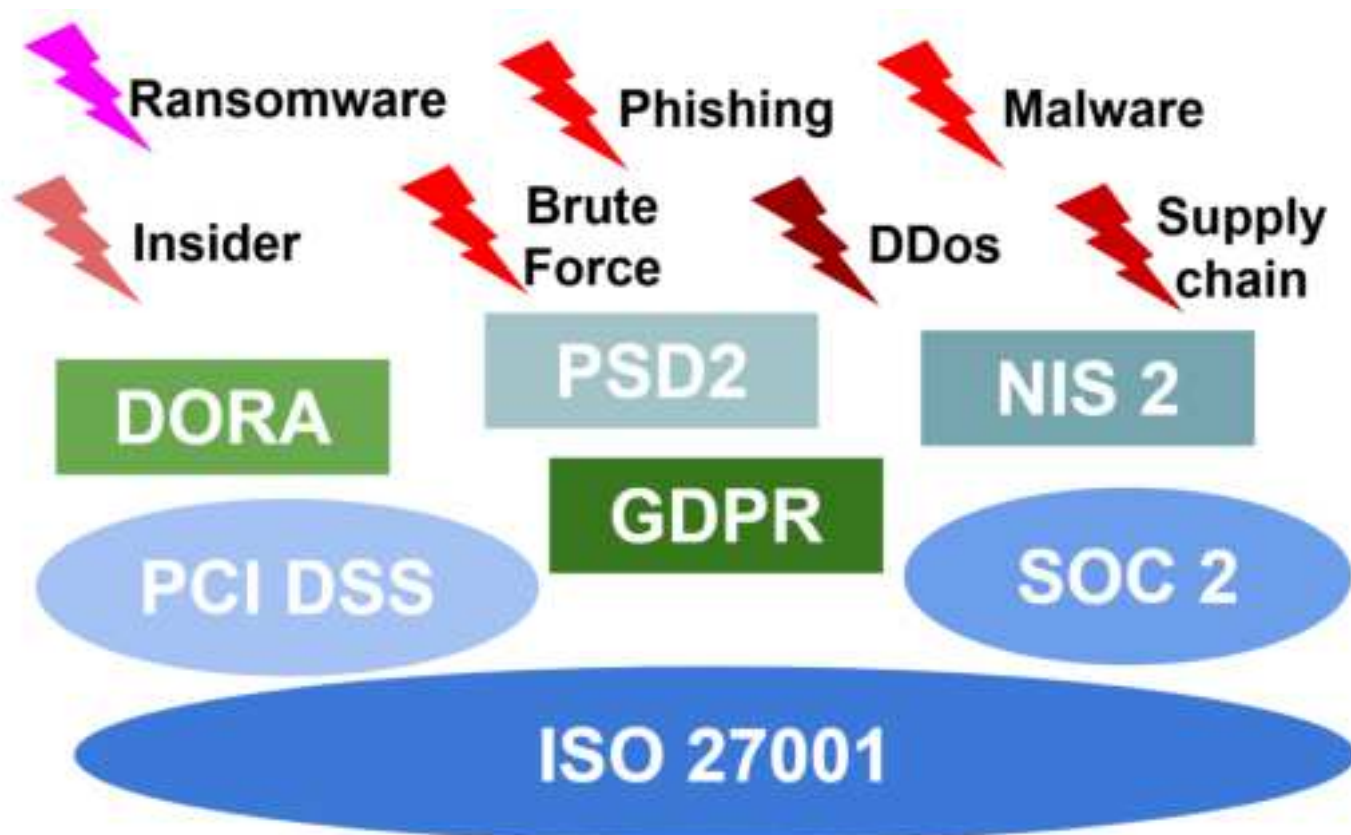 Ransomware
Phishing
Malware
Insider
Brute
Force
DDos
Supply
chain
DORA
PSD2
NIS 2
GDPR
PCI DSS
SOC 2
ISO 27001